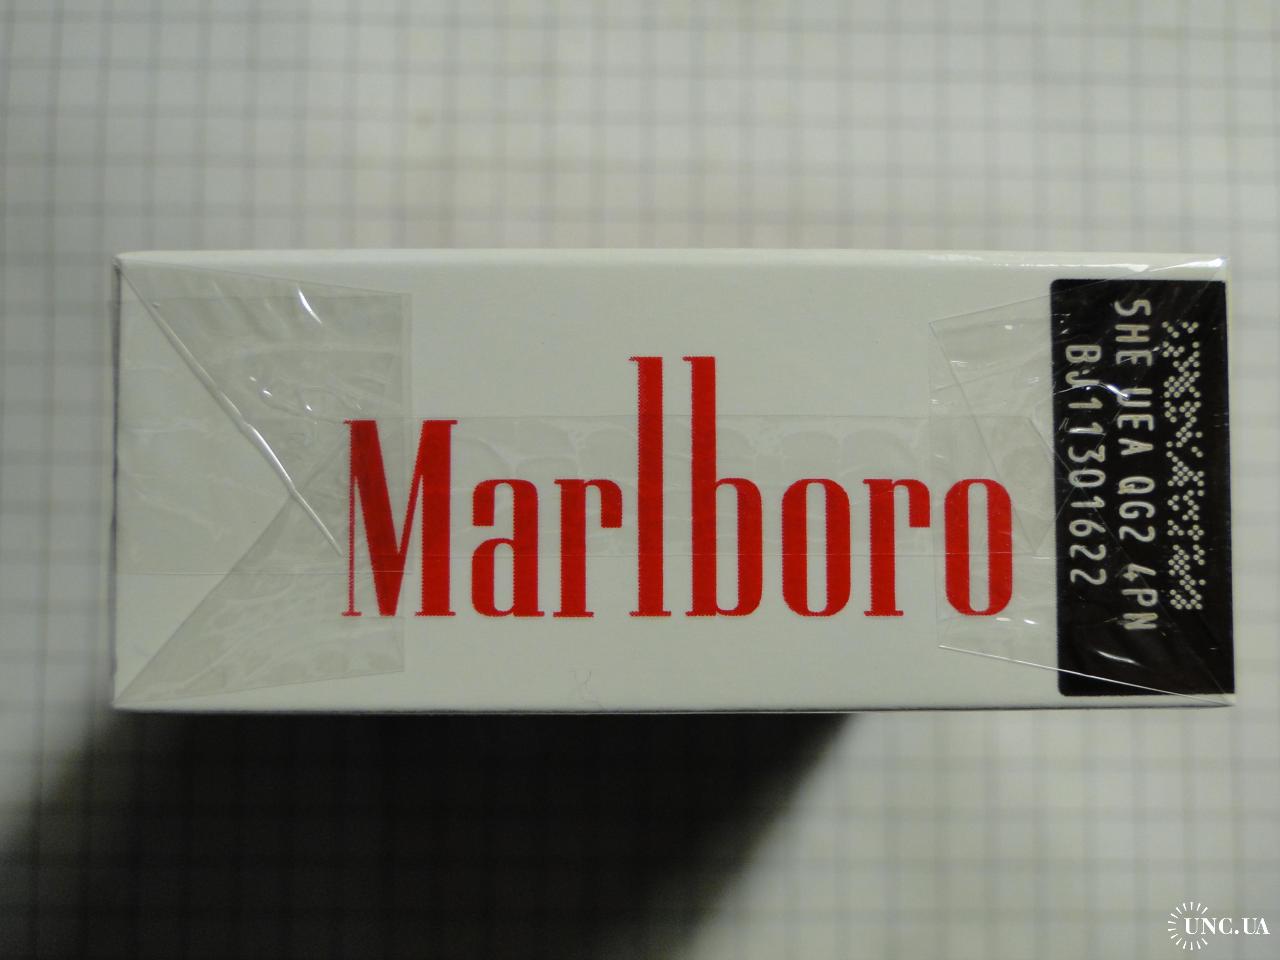 Marlboro
SHE UEA QG2 4PN
BJ11301622
UNC.UA